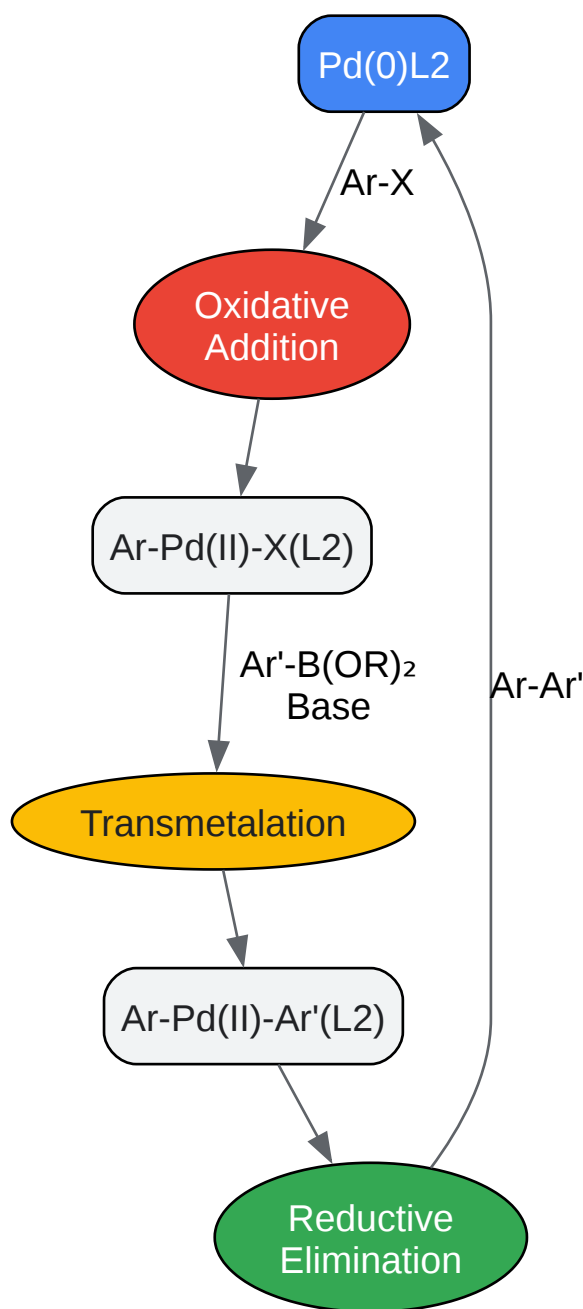 Pd(0)L2
Ar-X
Oxidative
Addition
Ar-Pd(II)-X(L2)
Ar'-B(OR)₂
Base
Ar-Ar'
Transmetalation
Ar-Pd(II)-Ar'(L2)
Reductive
Elimination